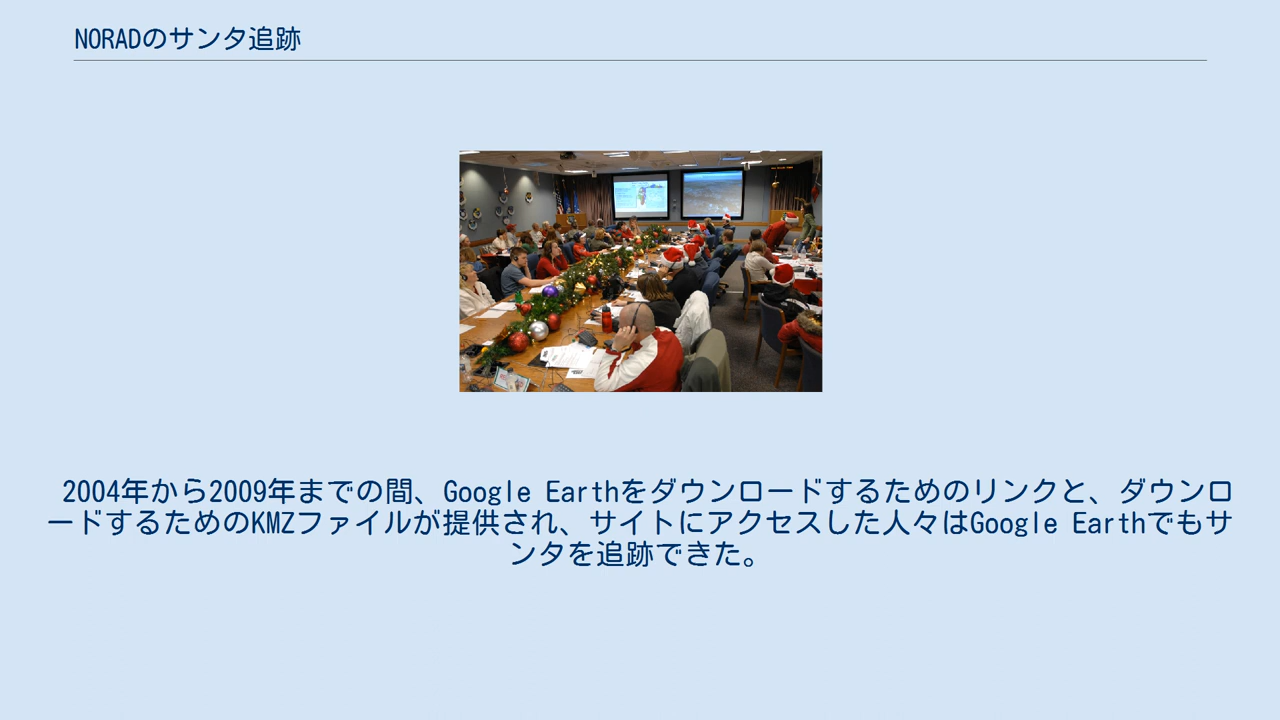 NORADのサンタ追跡
2004年から2009年までの間、Google Earthをダウンロードするためのリンクと、ダウンロ
ードするためのKMZファイルが提供され、サイトにアクセスした人々はGoogle Earthでもサ
ンタを追跡できた。